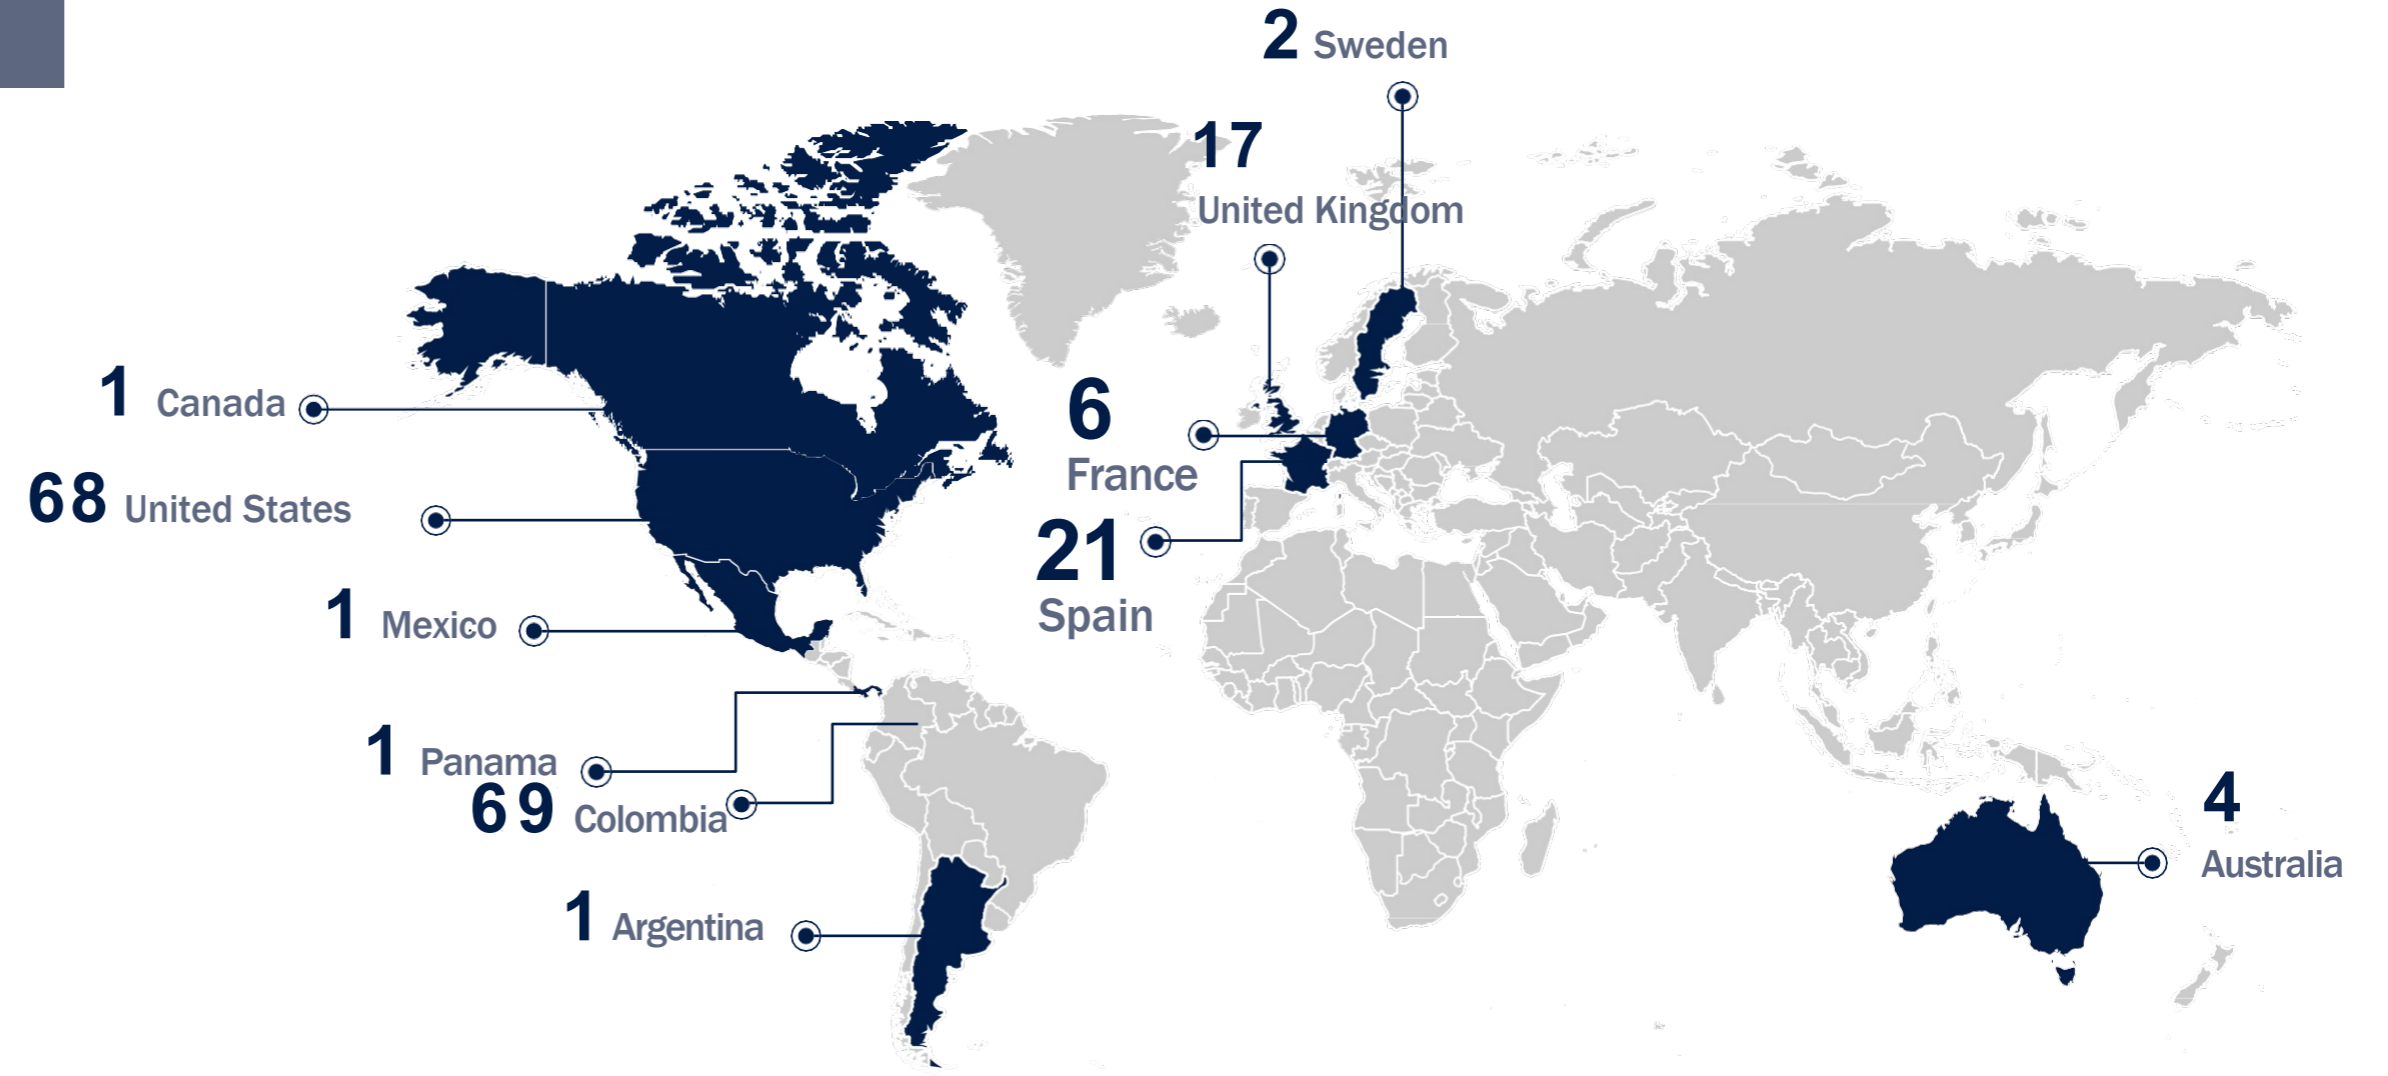 2 Sweden
17
United Kingdom
1 Canada
6
France
68 United States
21
Spain
1 Mexico
1 Panama
69 Colombia
4
Australia
1 Argentina